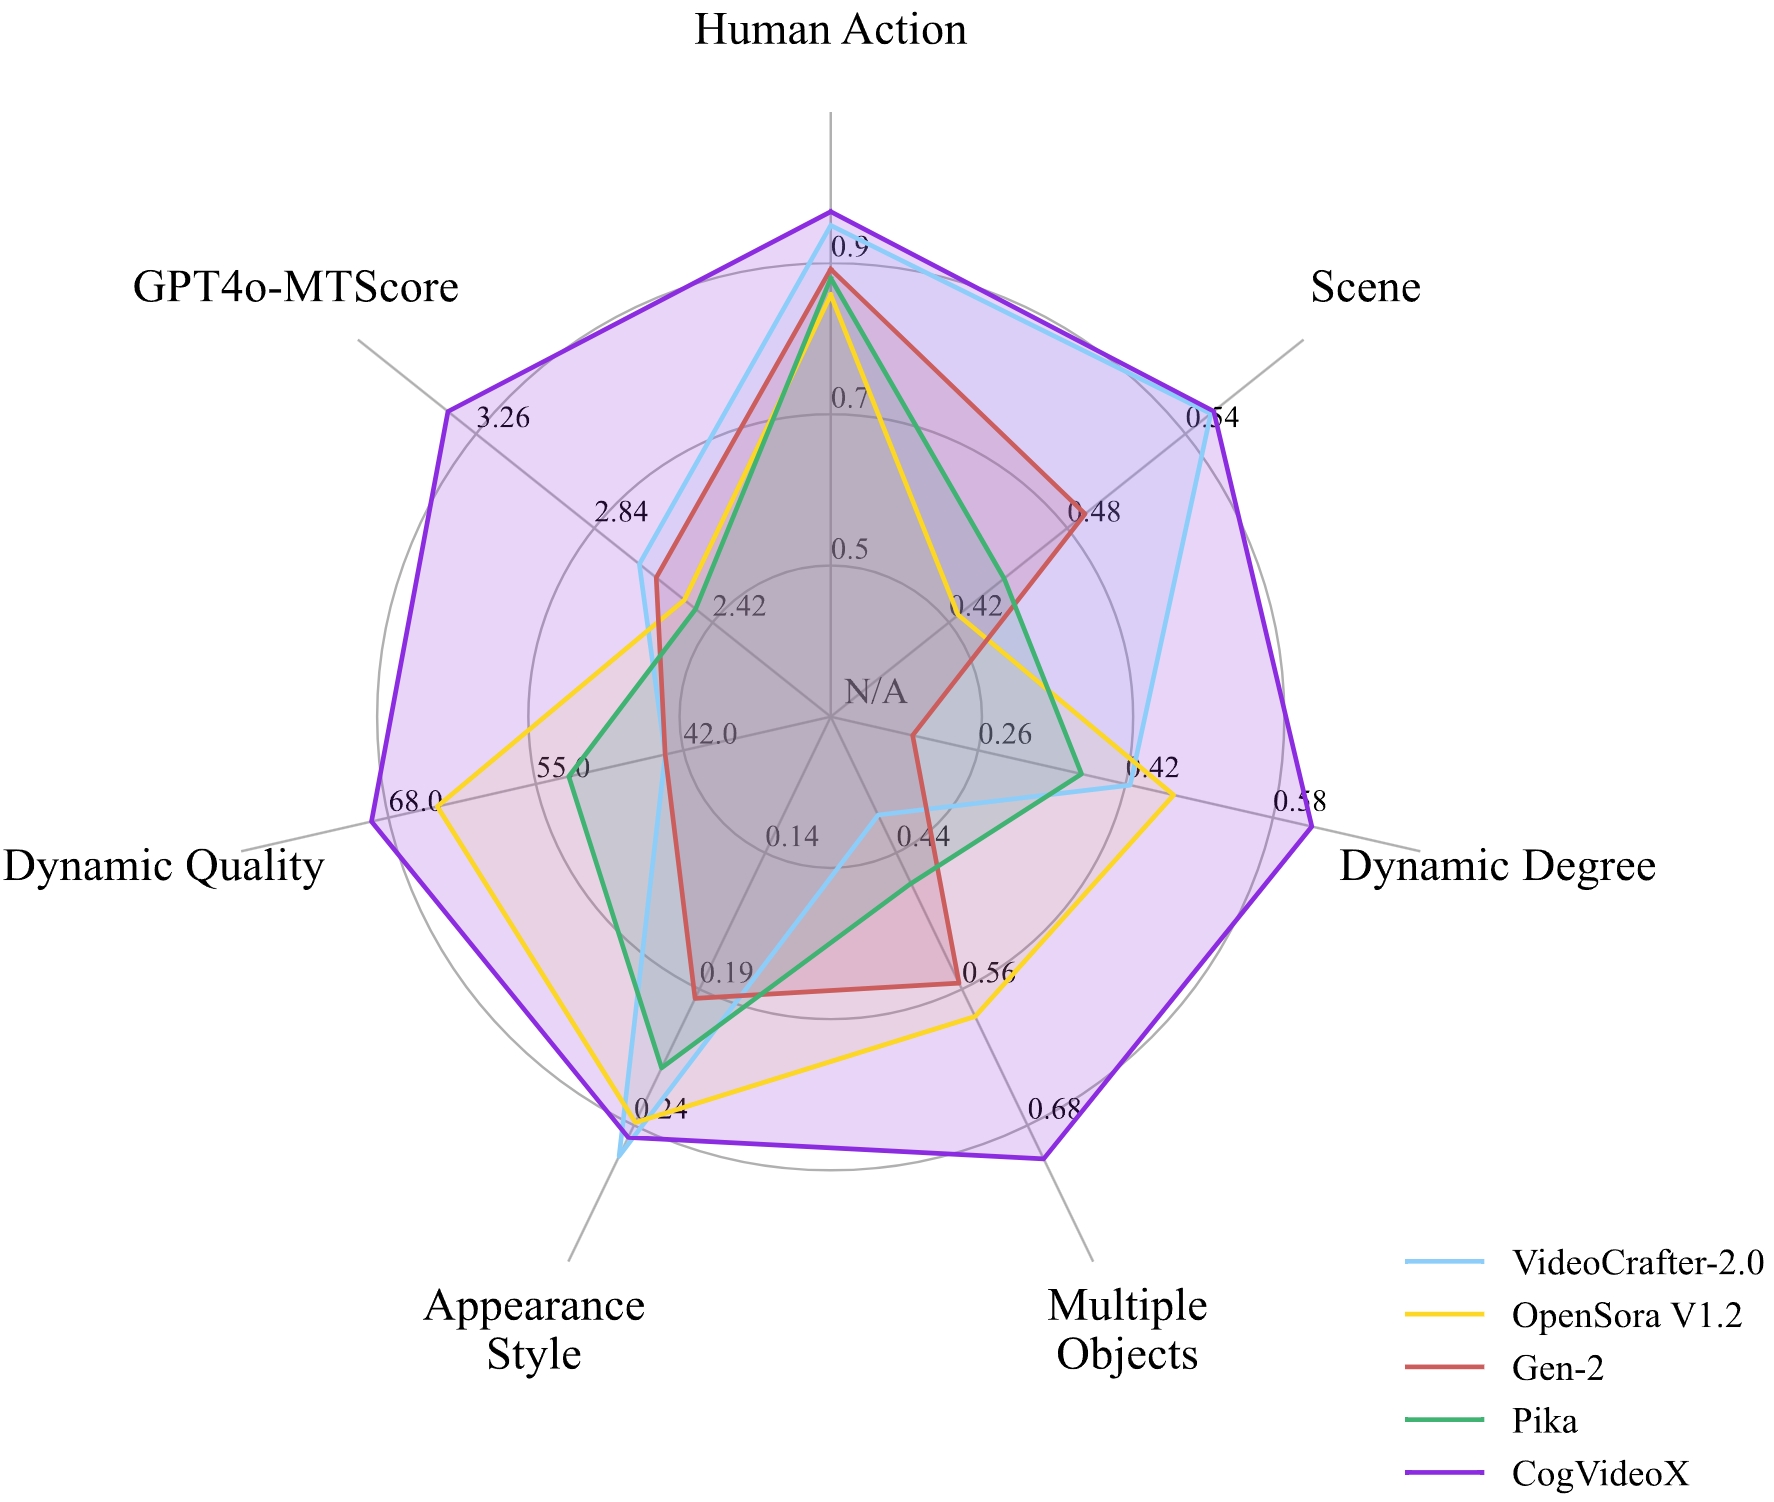 Human Action
GPT4o-MTScore
Scene
0.9
0.7
0.5
3.26
2.84
2.42
0.54
0.48
0.42
N/A
42.0
55.0
68.0
0.26
0.42
0.58
Dynamic Quality
Dynamic Degree
0.14
0.19
0.24
0.44
0.56
0.68
Appearance
Style
Multiple
Objects
VideoCrafter-2.0
OpenSora V1.2
Gen-2
Pika
CogVideoX